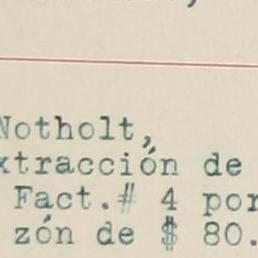 Notholt,
xtracción de
Fact.# 4 por
zón de $ 80.